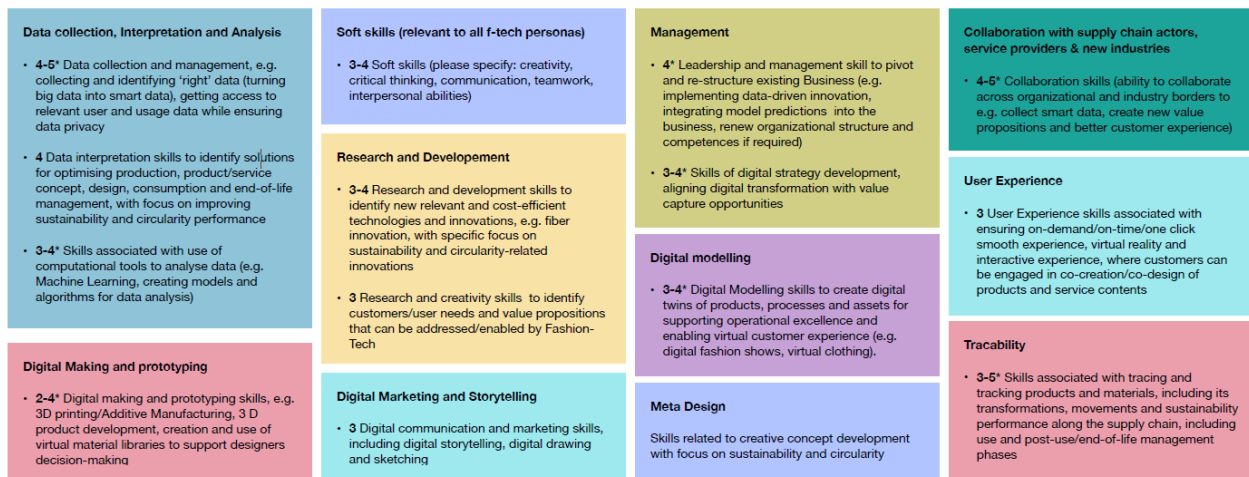 Data collection, Interpretation and Analysis
• 4-5* Data collection and management, e.g.
collecting and identifying ‘right’ data (turning
big data into smart data), getting access to
relevant user and usage data while ensuring
data privacy
• 4 Data interpretation skills to identify solutions
for optimising production, product/service
concept, design, consumption and end-of-life
management, with focus on improving
sustainability and circularity performance
• 3-4* Skills associated with use of
computational tools to analyse data (e.g.
Machine Learning, creating models and
algorithms for data analysis)
Digital Making and prototyping
• 2-4* Digital making and prototyping skills, e.g.
3D printing/Additive Manufacturing, 3 D
product development, creation and use of
virtual material libraries to support designers
decision-making
Soft skills (relevant to all f-tech personas)
• 3-4 Soft skills (please specify: creativity,
critical thinking, communication, teamwork,
interpersonal abilities)
Research and Developement
• 3-4 Research and development skills to
identify new relevant and cost-efficient
technologies and innovations, e.g. fiber
innovation, with specific focus on
sustainability and circularity-related
innovations
• 3 Research and creativity skills to identify
customers/user needs and value propositions
that can be addressed/enabled by Fashion-
Tech
Digital Marketing and Storytelling
• 3 Digital communication and marketing skills,
including digital storytelling, digital drawing
and sketching
Management
• 4* Leadership and management skill to pivot
and re-structure existing Business (e.g.
implementing data-driven innovation,
integrating model predictions into the
business, renew organizational structure and
competences if required)
• 3-4* Skills of digital strategy development,
aligning digital transformation with value
capture opportunities
Digital modelling
• 3-4* Digital Modelling skills to create digital
twins of products, processes and assets for
supporting operational excellence and
enabling virtual customer experience (e.g.
digital fashion shows, virtual clothing).
Meta Design
Skills related to creative concept development
with focus on sustainability and circularity
Collaboration with supply chain actors,
service providers & new industries
• 4-5* Collaboration skills (ability to collaborate
across organizational and industry borders to
e.g. collect smart data, create new value
propositions and better customer experience)
User Experience
• 3 User Experience skills associated with
ensuring on-demand/on-time/one click
smooth experience, virtual reality and
interactive experience, where customers can
be engaged in co-creation/co-design of
products and service contents
Tracability
• 3-5* Skills associated with tracing and
tracking products and materials, including its
transformations, movements and sustainability
performance along the supply chain, including
use and post-use/end-of-life management
phases